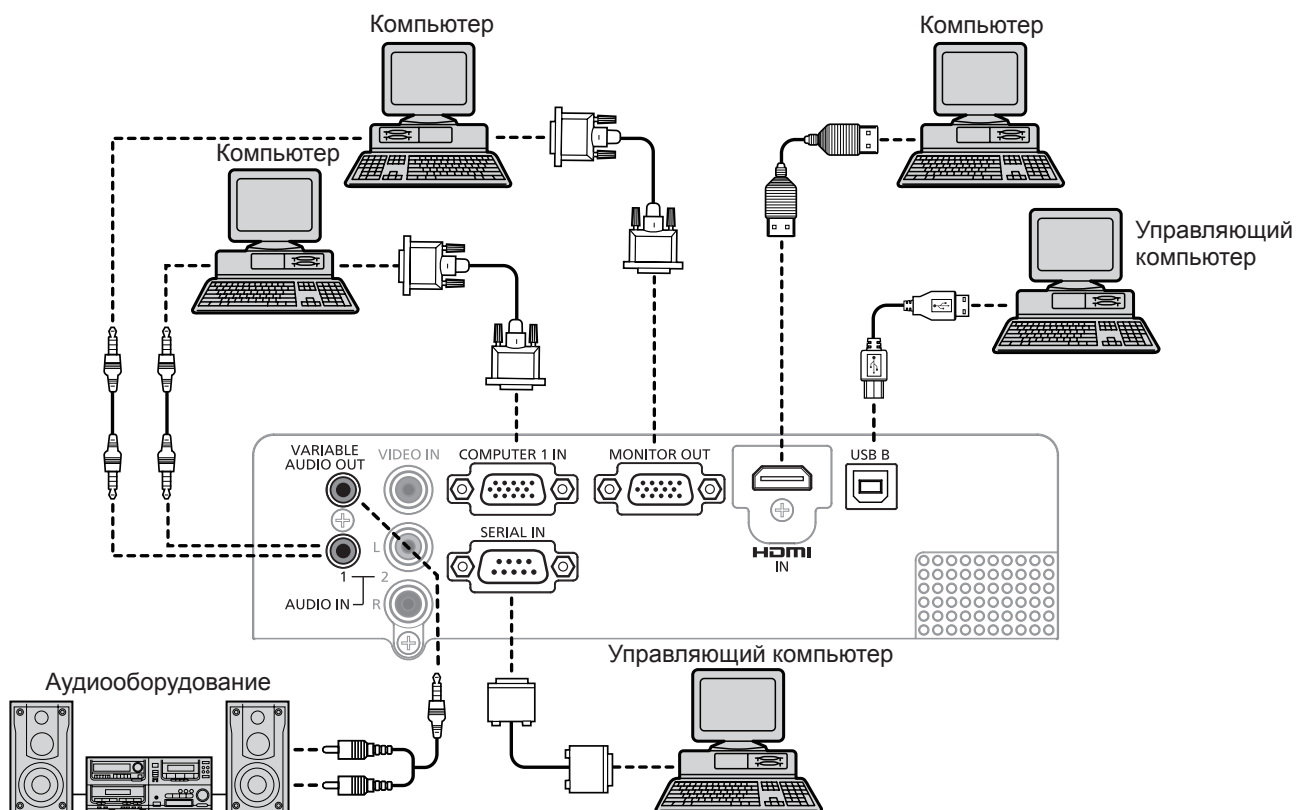 Компьютер
Компьютер
Компьютер
Управляющий
компьютер
VARIABLE
AUDIO OUT
VIDEO IN
COMPUTER 1 IN
MONITOR OUT
USB B
SERIAL IN
HDMI
IN
L
1
2
AUDIO IN
R
Управляющий компьютер
Аудиооборудование